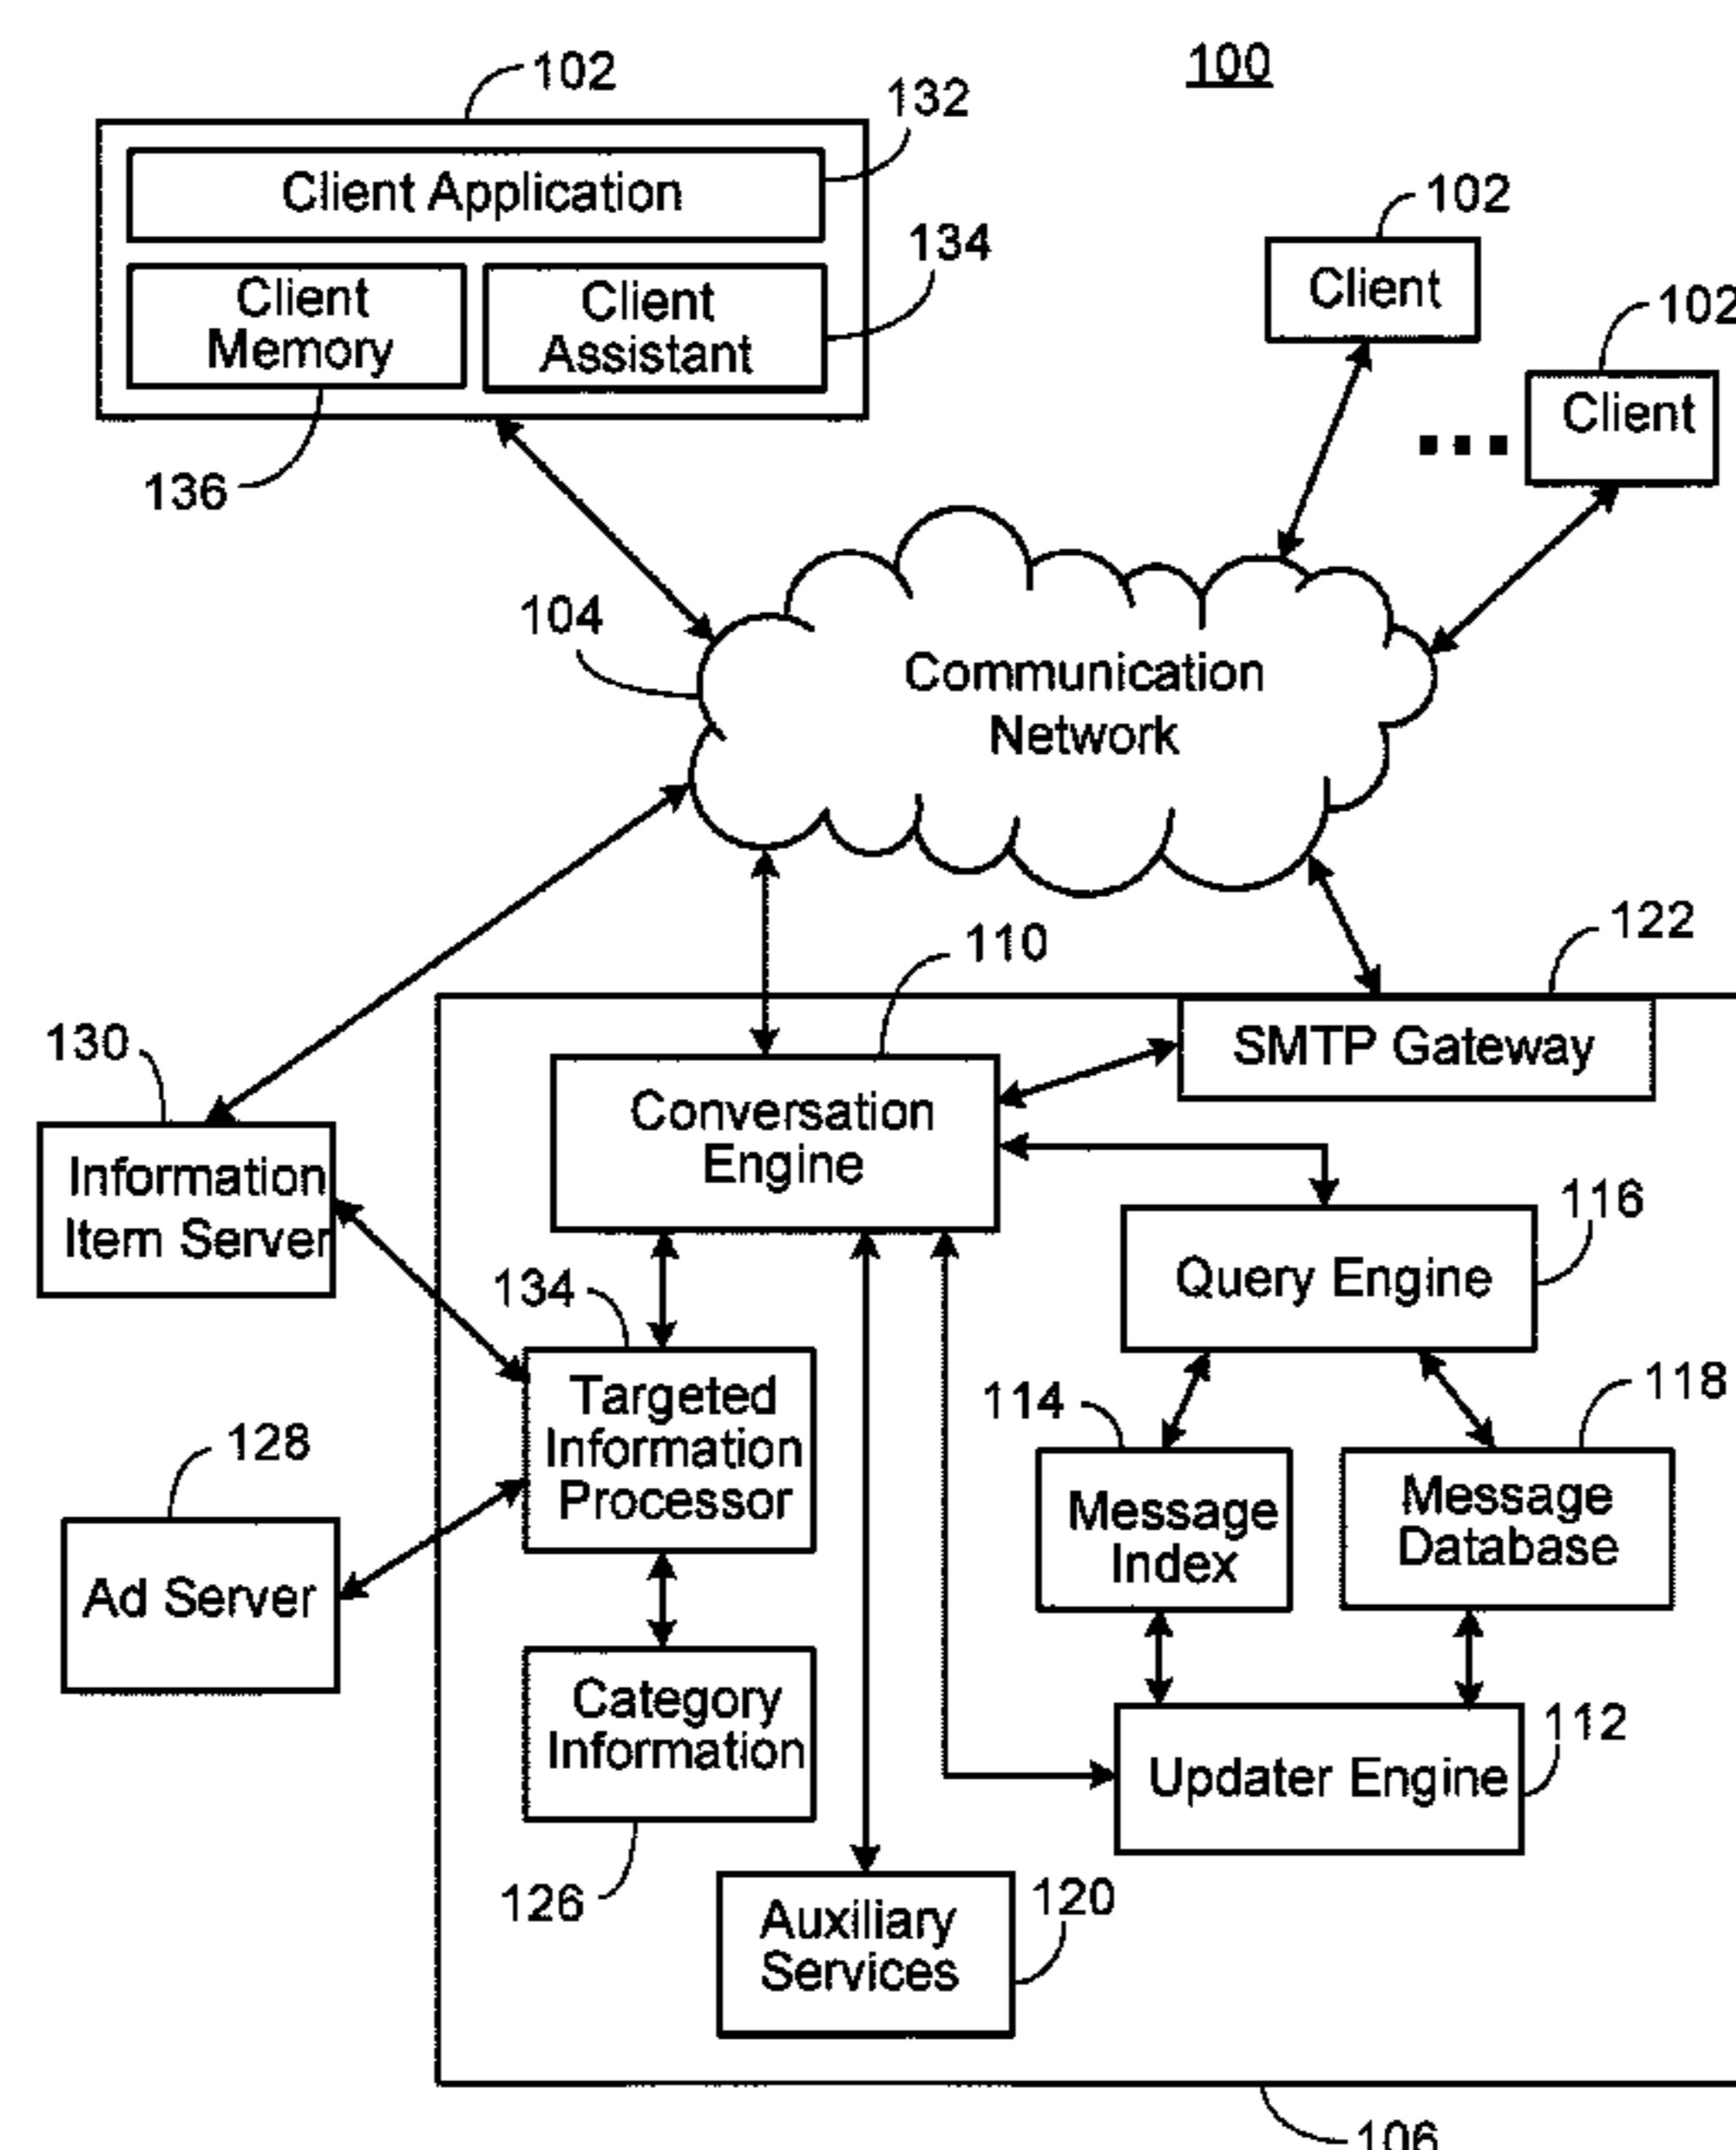 100
102
132
Client Application
134
Client
Memory
Client
Assistant
136
102
Client
102
Client
...
104
Communication
Network
122
110
SMTP Gateway
130
Conversation
Engine
Information
Item Server
116
Query Engine
134
Targeted
Information
Processor
114
118
128
Message
Index
Message
Database
Ad Server
Category
Information
112
Updater Engine
126
120
Auxiliary
Services
106